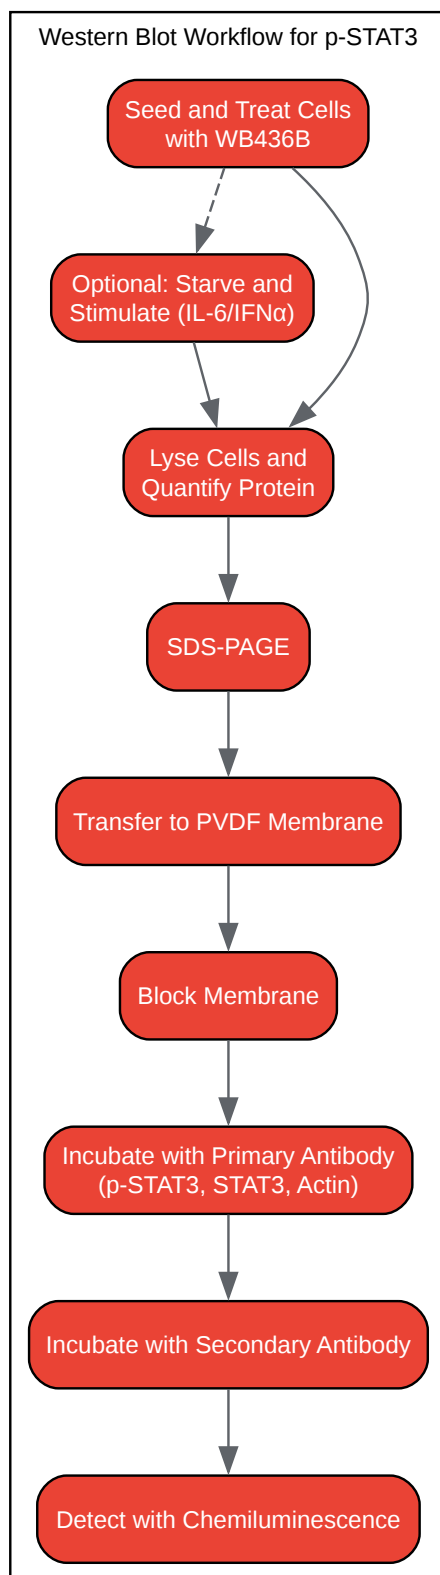 Western Blot Workflow for p-STAT3
Seed and Treat Cells
with WB436B
Optional: Starve and
Stimulate (IL-6/IFNα)
Lyse Cells and
Quantify Protein
SDS-PAGE
Transfer to PVDF Membrane
Block Membrane
Incubate with Primary Antibody
(p-STAT3, STAT3, Actin)
Incubate with Secondary Antibody
Detect with Chemiluminescence